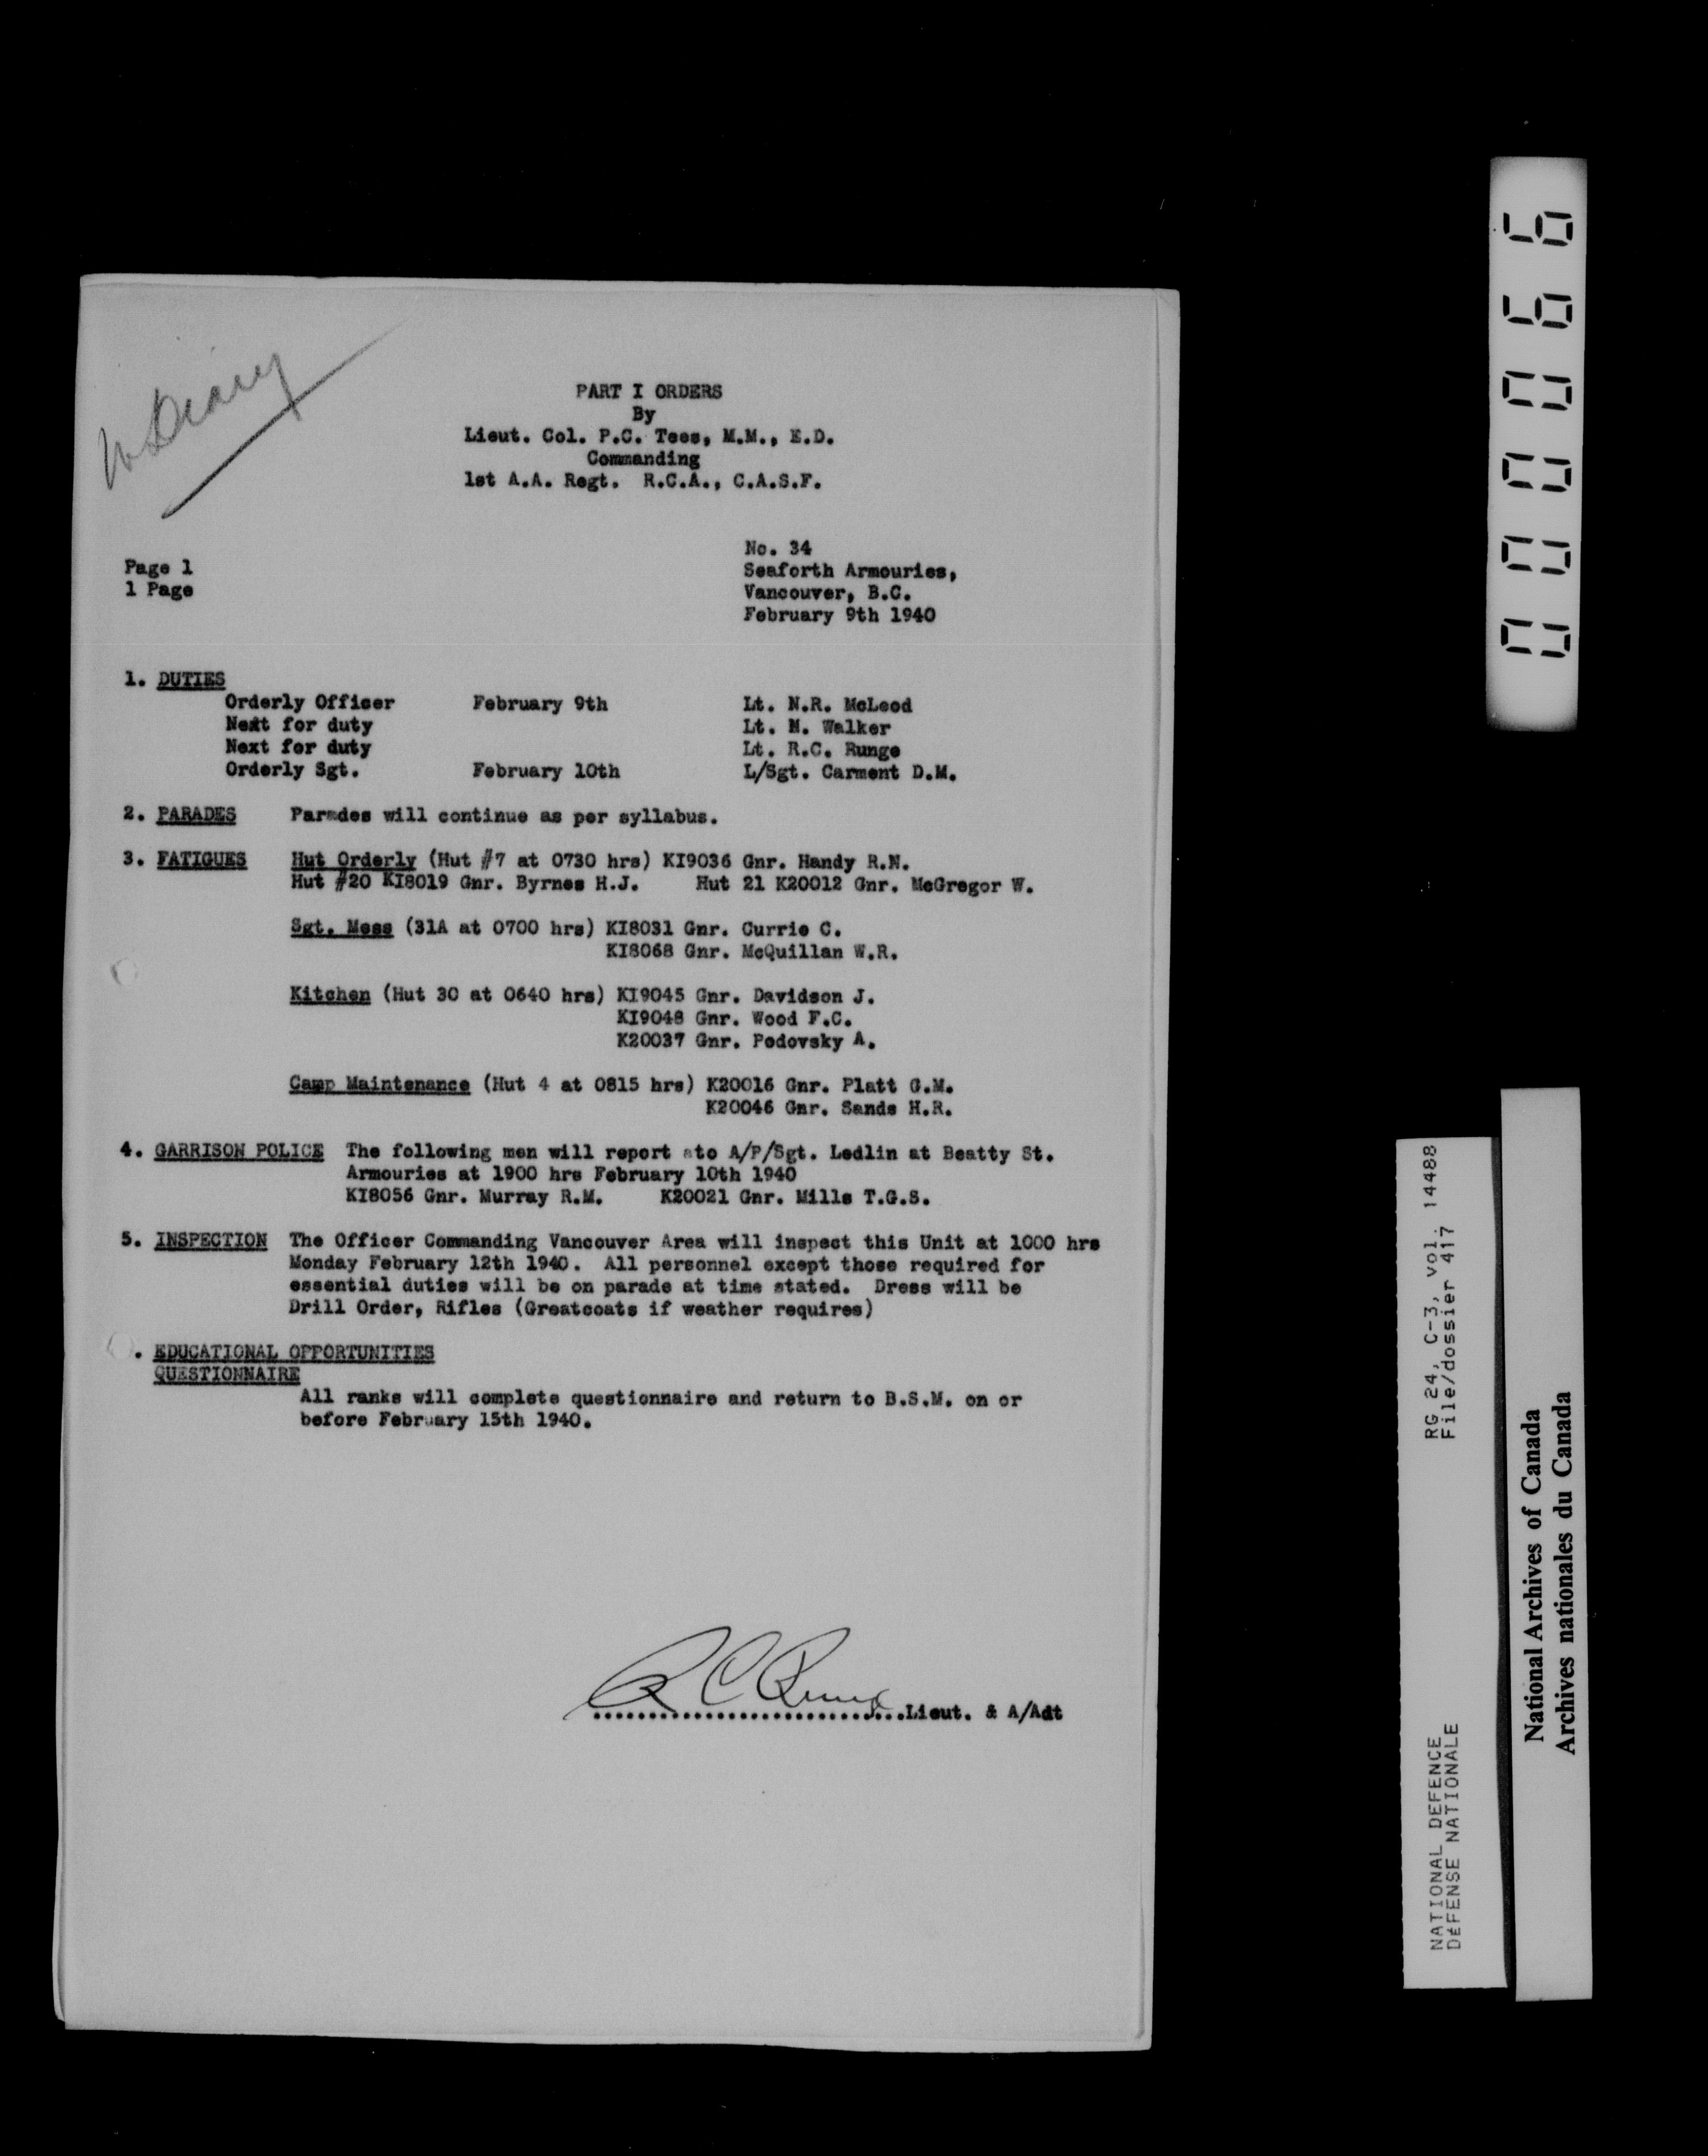 W Diary
PART I ORDERS
By
Lieut. Col. P.C. Tees, M.M., E.D.
Commanding
1st A.A. Regt. R.C.A., C.A.S.F.
No. 34
Page 1
Seaforth Armouries,
1 Page
Vancouver, B.C.
February 9th 1940
1. DUTIES
Orderly Officer February 9th Lt. N.R. McLeod
Next for duty Lt. N. Walker
Next for duty Lt. R.C. Runge
Orderly Sgt. February 10th L/Sgt. Carment D.M.
2. PARADES Parades will continue as per syllabus.
3. FATIGUES Hut Orderly (Hut #7 at 0730 hrs) KI9036 Gnr. Handy R.N.
Hut #20 KI8019 Gnr. Byrnes H.J. Hut 21 K20012 Gnr. McGregor W.
Sgt. Mess (31A at 0700 hrs) KI8031 Gnr. Currie C.
KI8068 Gnr. McQuillan W.R.
Kitchen (Hut 30 at 0640 hrs) KI9045 Gnr. Davidson J.
KI9048 Gnr. Wood F.C.
K20037 Gnr. Pedovsky A.
Camp Maintenance (Hut 4 at 0815 hrs) K20016 Gnr. Platt G.M.
K20046 Gnr. Sands H.R.
4. GARRISON POLICE The following men will report to A/P/Sgt. Ledlin at Beatty St.
Armouries at 1900 hrs February 10th 1940
KI8056 Gnr. Murray R.M. K20021 Gnr. Mills T.G.S.
5. INSPECTION The Officer Commanding Vancouver Area will inspect this Unit at 1000 hrs
Monday February 12th 1940. All personnel except those required for
essential duties will be on parade at time stated. Dress will be
Drill Order, Rifles (Greatcoats if weather requires)
. EDUCATIONAL OPPORTUNITIES
QUESTIONNAIRE
All ranks will complete questionnaire and return to B.S.M. on or
before February 15th 1940.
R C Runge
Lieut. & A/Adt
000066
RG 24, C-3, vol. 14488
File/dossier 417
NATIONAL DEFENCE
DÉFENSE NATIONALE
National Archives of Canada
Archives nationales du Canada